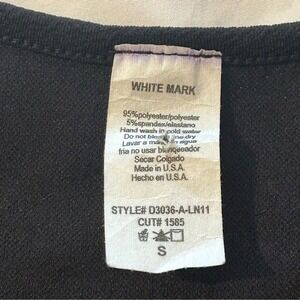 WHITE MARK
95%polyester/polyester
5%spandex/elastano
Hand wash in cold water
Do not bleach line dry
Lavar a mano en agua
fria no usar blanqueador
Secar Colgado
Made in U.S.A.
Hecho en U.S.A.
STYLE# D3036-A-LN11
CUT# 1585
S